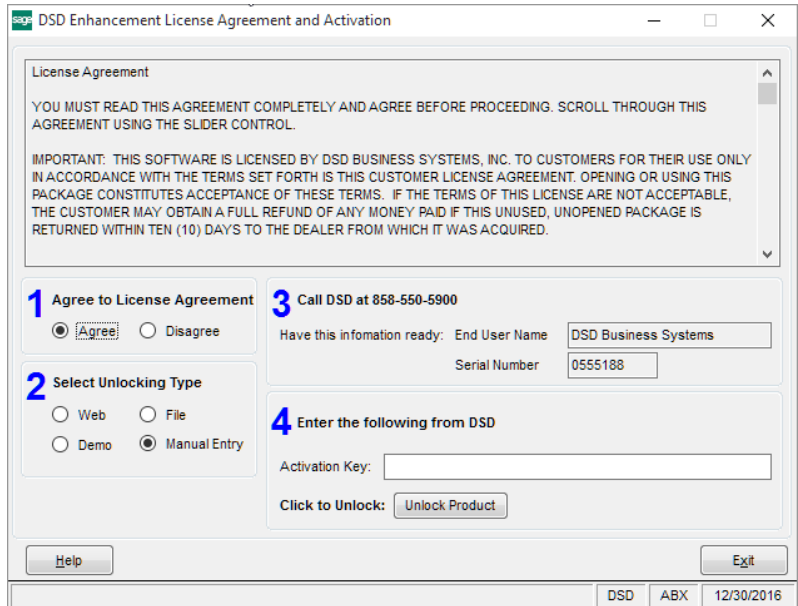 sage DSD Enhancement License Agreement and Activation
License Agreement
YOU MUST READ THIS AGREEMENT COMPLETELY AND AGREE BEFORE PROCEEDING. SCROLL THROUGH THIS
AGREEMENT USING THE SLIDER CONTROL.
IMPORTANT: THIS SOFTWARE IS LICENSED BY DSD BUSINESS SYSTEMS, INC. TO CUSTOMERS FOR THEIR USE ONLY
IN ACCORDANCE WITH THE TERMS SET FORTH IS THIS CUSTOMER LICENSE AGREEMENT. OPENING OR USING THIS
PACKAGE CONSTITUTES ACCEPTANCE OF THESE TERMS. IF THE TERMS OF THIS LICENSE ARE NOT ACCEPTABLE,
THE CUSTOMER MAY OBTAIN A FULL REFUND OF ANY MONEY PAID IF THIS UNUSED, UNOPENED PACKAGE IS
RETURNED WITHIN TEN (10) DAYS TO THE DEALER FROM WHICH IT WAS ACQUIRED.
1 Agree to License Agreement
Agree Disagree
2 Select Unlocking Type
Web File
Demo Manual Entry
3 Call DSD at 858-550-5900
Have this infomation ready: End User Name DSD Business Systems
Serial Number 0555188
4 Enter the following from DSD
Activation Key:
Click to Unlock: Unlock Product
Help Exit
DSD ABX 12/30/2016